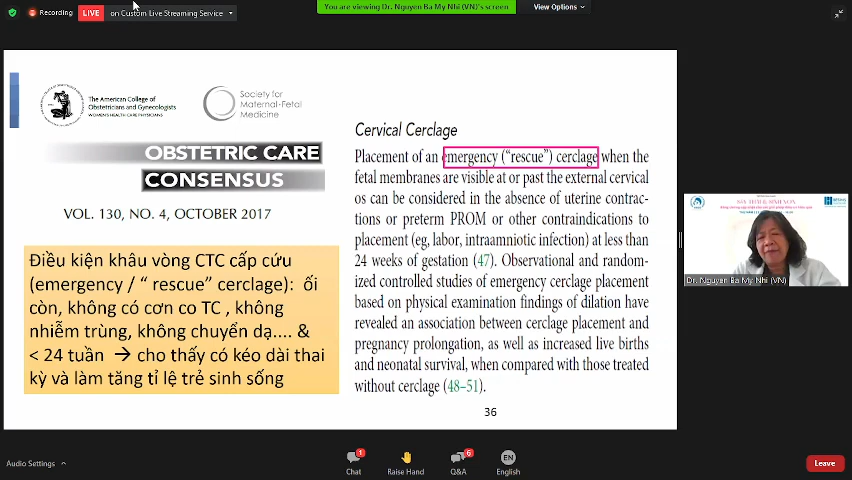 Recording
LIVE
on Custom Live Streaming Service
You are viewing Dr. Nguyen Ba My Nhi (VN)'s screen
View Options
The American College of
Obstetricians and Gynecologists
WOMEN'S HEALTH CARE PHYSICIANS
Society for
Maternal-Fetal
Medicine
OBSTETRIC CARE
CONSENSUS
VOL. 130, NO. 4, OCTOBER 2017
Điều kiện khâu vòng CTC cấp cứu
(emergency / “ rescue” cerclage): ối
còn, không có cơn co TC , không
nhiễm trùng, không chuyển dạ.... &
< 24 tuần → cho thấy có kéo dài thai
kỳ và làm tăng tỉ lệ trẻ sinh sống
Cervical Cerclage
Placement of an emergency (“rescue”) cerclage when the
fetal membranes are visible at or past the external cervical
os can be considered in the absence of uterine contrac-
tions or preterm PROM or other contraindications to
placement (eg, labor, intraamniotic infection) at less than
24 weeks of gestation (47). Observational and random-
ized controlled studies of emergency cerclage placement
based on physical examination findings of dilation have
revealed an association between cerclage placement and
pregnancy prolongation, as well as increased live births
and neonatal survival, when compared with those treated
without cerclage (48–51).
36
Dr. Nguyen Ba My Nhi (VN)
Audio Settings
1
Chat
Raise Hand
6
Q&A
EN
English
Leave